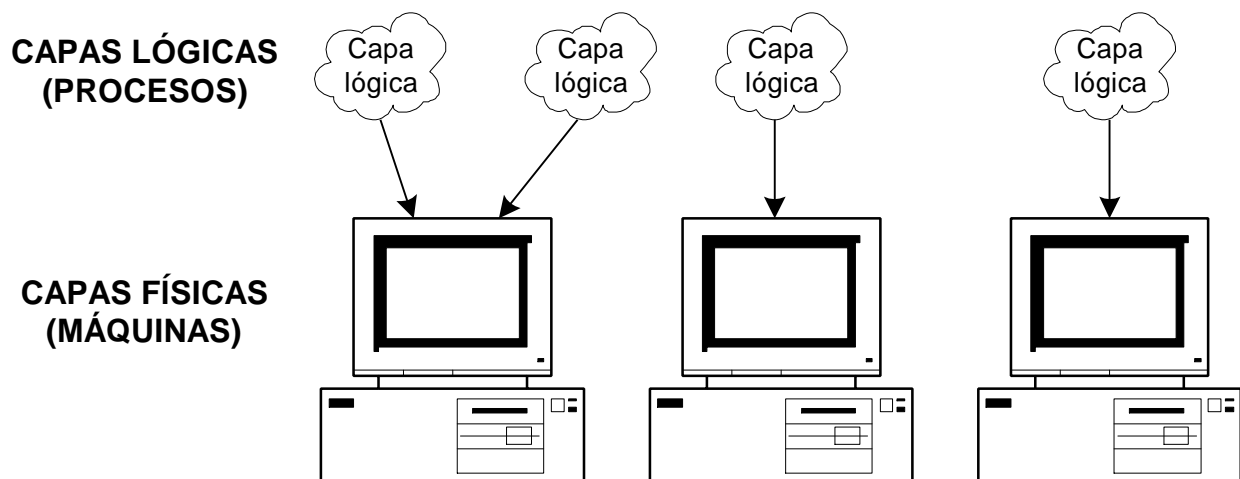 CAPAS LÓGICAS
(PROCESOS)
Capa
lógica
Capa
lógica
Capa
lógica
Capa
lógica
CAPAS FÍSICAS
(MÁQUINAS)